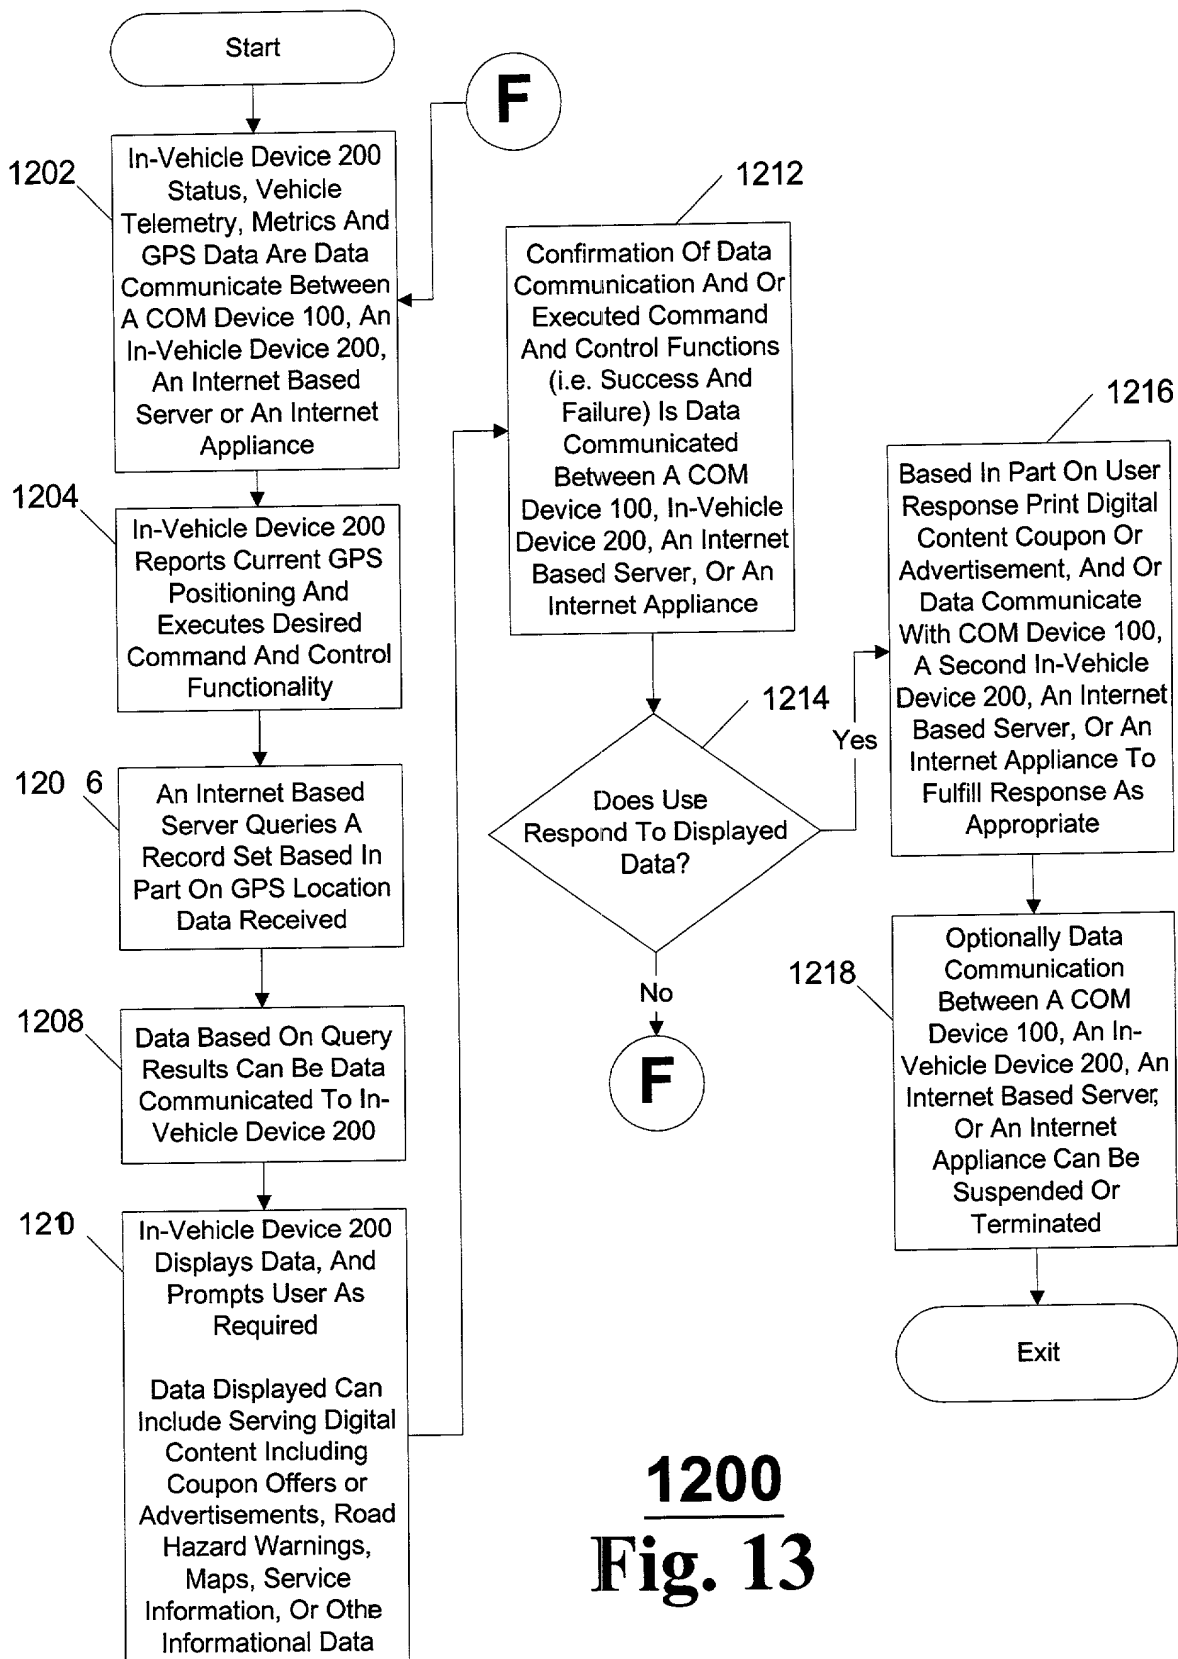 Start
F
1202
In-Vehicle Device 200
Status, Vehicle
Telemetry, Metrics And
GPS Data Are Data
Communicate Between
A COM Device 100, An
In-Vehicle Device 200,
An Internet Based
Server or An Internet
Appliance
1204
In-Vehicle Device 200
Reports Current GPS
Positioning And
Executes Desired
Command And Control
Functionality
120 6
An Internet Based
Server Queries A
Record Set Based In
Part On GPS Location
Data Received
1208
Data Based On Query
Results Can Be Data
Communicated To In-
Vehicle Device 200
1210
In-Vehicle Device 200
Displays Data, And
Prompts User As
Required
Data Displayed Can
Include Serving Digital
Content Including
Coupon Offers or
Advertisements, Road
Hazard Warnings,
Maps, Service
Information, Or Othe
Informational Data
1212
Confirmation Of Data
Communication And Or
Executed Command
And Control Functions
(i.e. Success And
Failure) Is Data
Communicated
Between A COM
Device 100, In-Vehicle
Device 200, An Internet
Based Server, Or An
Internet Appliance
1214
Does Use
Respond To Displayed
Data?
Yes
No
F
1216
Based In Part On User
Response Print Digital
Content Coupon Or
Advertisement, And Or
Data Communicate
With COM Device 100,
A Second In-Vehicle
Device 200, An Internet
Based Server, Or An
Internet Appliance To
Fulfill Response As
Appropriate
1218
Optionally Data
Communication
Between A COM
Device 100, An In-
Vehicle Device 200, An
Internet Based Server,
Or An Internet
Appliance Can Be
Suspended Or
Terminated
Exit
1200
Fig. 13